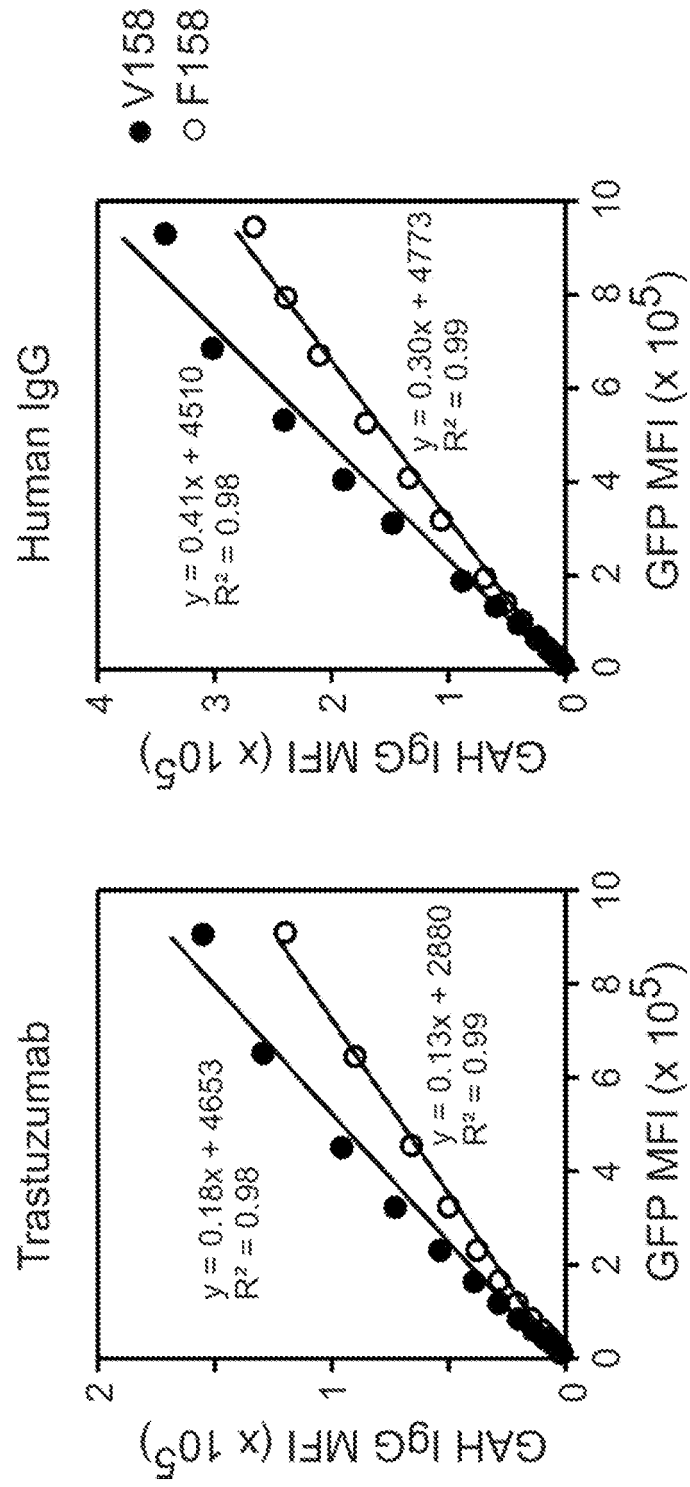 Trastuzumab
GAH IgG MFI (x 10⁵)
2
1
0
y = 0.18x + 4653
R² = 0.98
y = 0.13x + 2880
R² = 0.99
0 2 4 6 8 10
GFP MFI (x 10⁵)
Human IgG
GAH IgG MFI (x 10⁵)
4
3
2
1
0
y = 0.41x + 4510
R² = 0.98
y = 0.30x + 4773
R² = 0.99
0 2 4 6 8 10
GFP MFI (x 10⁵)
V158
F158